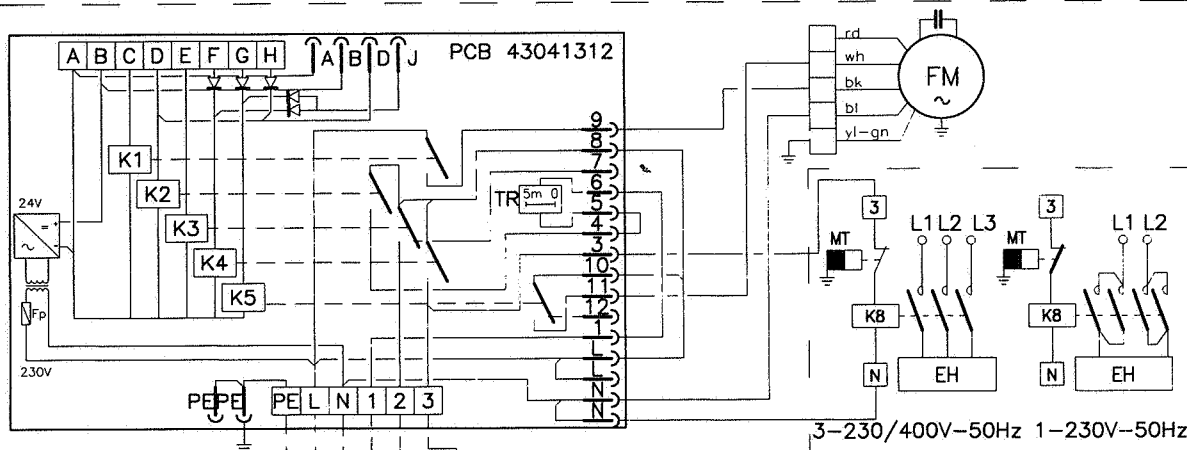 A B C D E F G H
A B D J
PCB 43041312
K1
K2
K3
K4
K5
24V
= +
~ -
Fp
230V
TR
5m 0
9
8
7
6
5
4
3
10
11
12
1
L
L
N
N
PE PE
PE L N 1 2 3
rd
wh
bk
bl
yl-gn
FM
~
3
MT
L1 L2 L3
K8
N
EH
3-230/400V-50Hz
3
MT
L1 L2
K8
N
EH
1-230V--50Hz